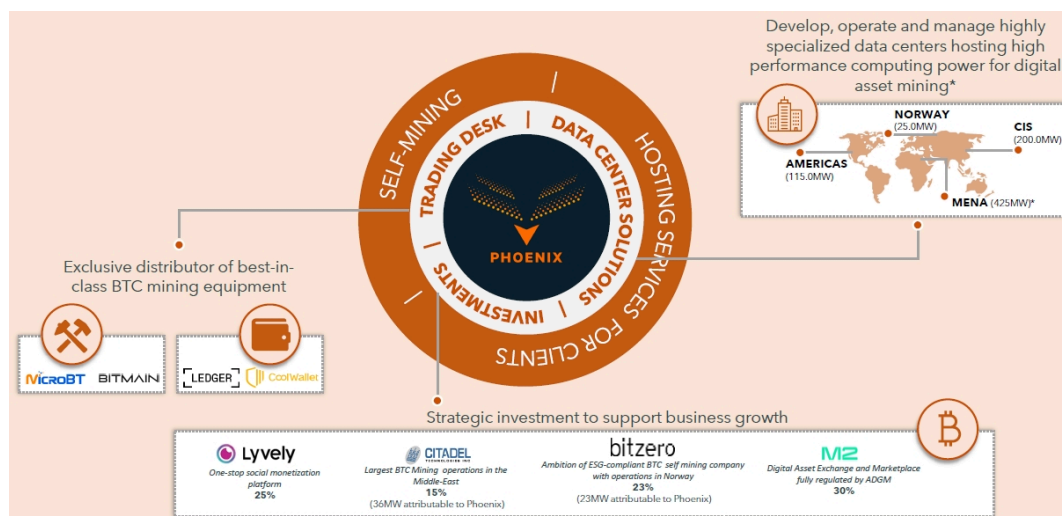 Develop, operate and manage highly
specialized data centers hosting high
performance computing power for digital
asset mining*
NORWAY
(25.0MW)
CIS
(200.0MW)
AMERICAS
(115.0MW)
MENA (425MW)*
SELF-MINING
HOSTING SERVICES FOR CLIENTS
TRADING DESK
DATA CENTER SOLUTIONS
INVESTMENTS
PHOENIX
Exclusive distributor of best-in-
class BTC mining equipment
MICROBT
BITMAIN
LEDGER
CoolWallet
Strategic investment to support business growth
Lyvely
One-stop social monetization
platform
25%
CITADEL
TECHNOLOGIES INC
Largest BTC Mining operations in the
Middle-East
15%
(36MW attributable to Phoenix)
bitzero
Ambition of ESG-compliant BTC self mining company
with operations in Norway
23%
(23MW attributable to Phoenix)
M2
Digital Asset Exchange and Marketplace
fully regulated by ADGM
30%